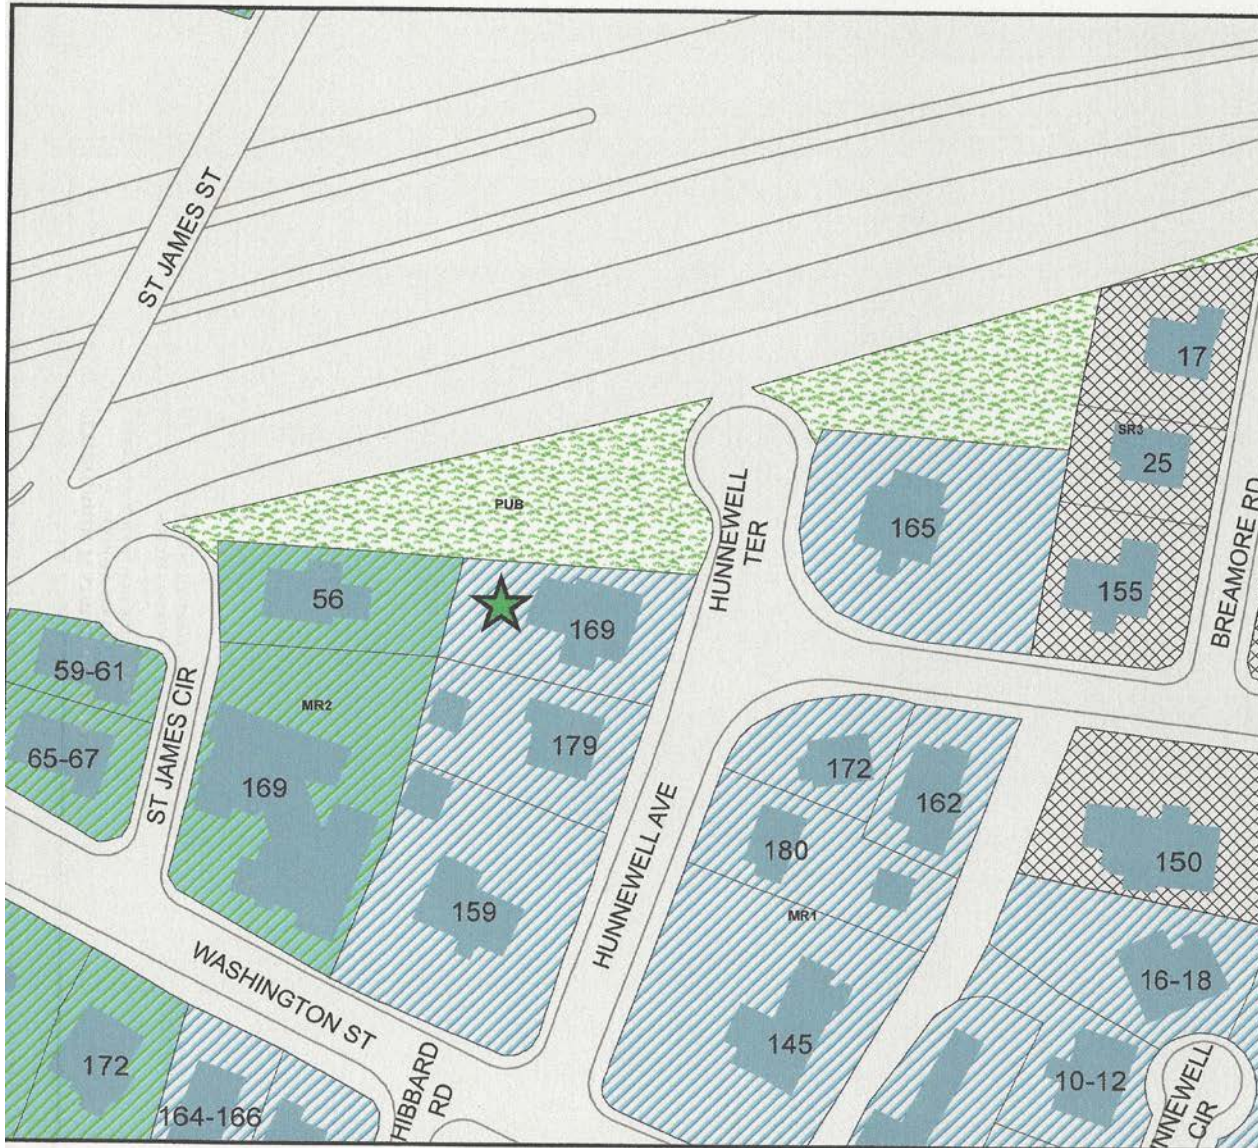 ST JAMES ST
17
SR3
25
BREAMORE RD
PUB
HUNNEWELL
TER
165
155
56
169
59-61
MR2
ST JAMES CIR
65-67
169
179
172
162
HUNNEWELL AVE
180
150
159
MR1
WASHINGTON ST
16-18
145
HIBBARD
RD
172
164-166
10-12
NNEWELL
CIR